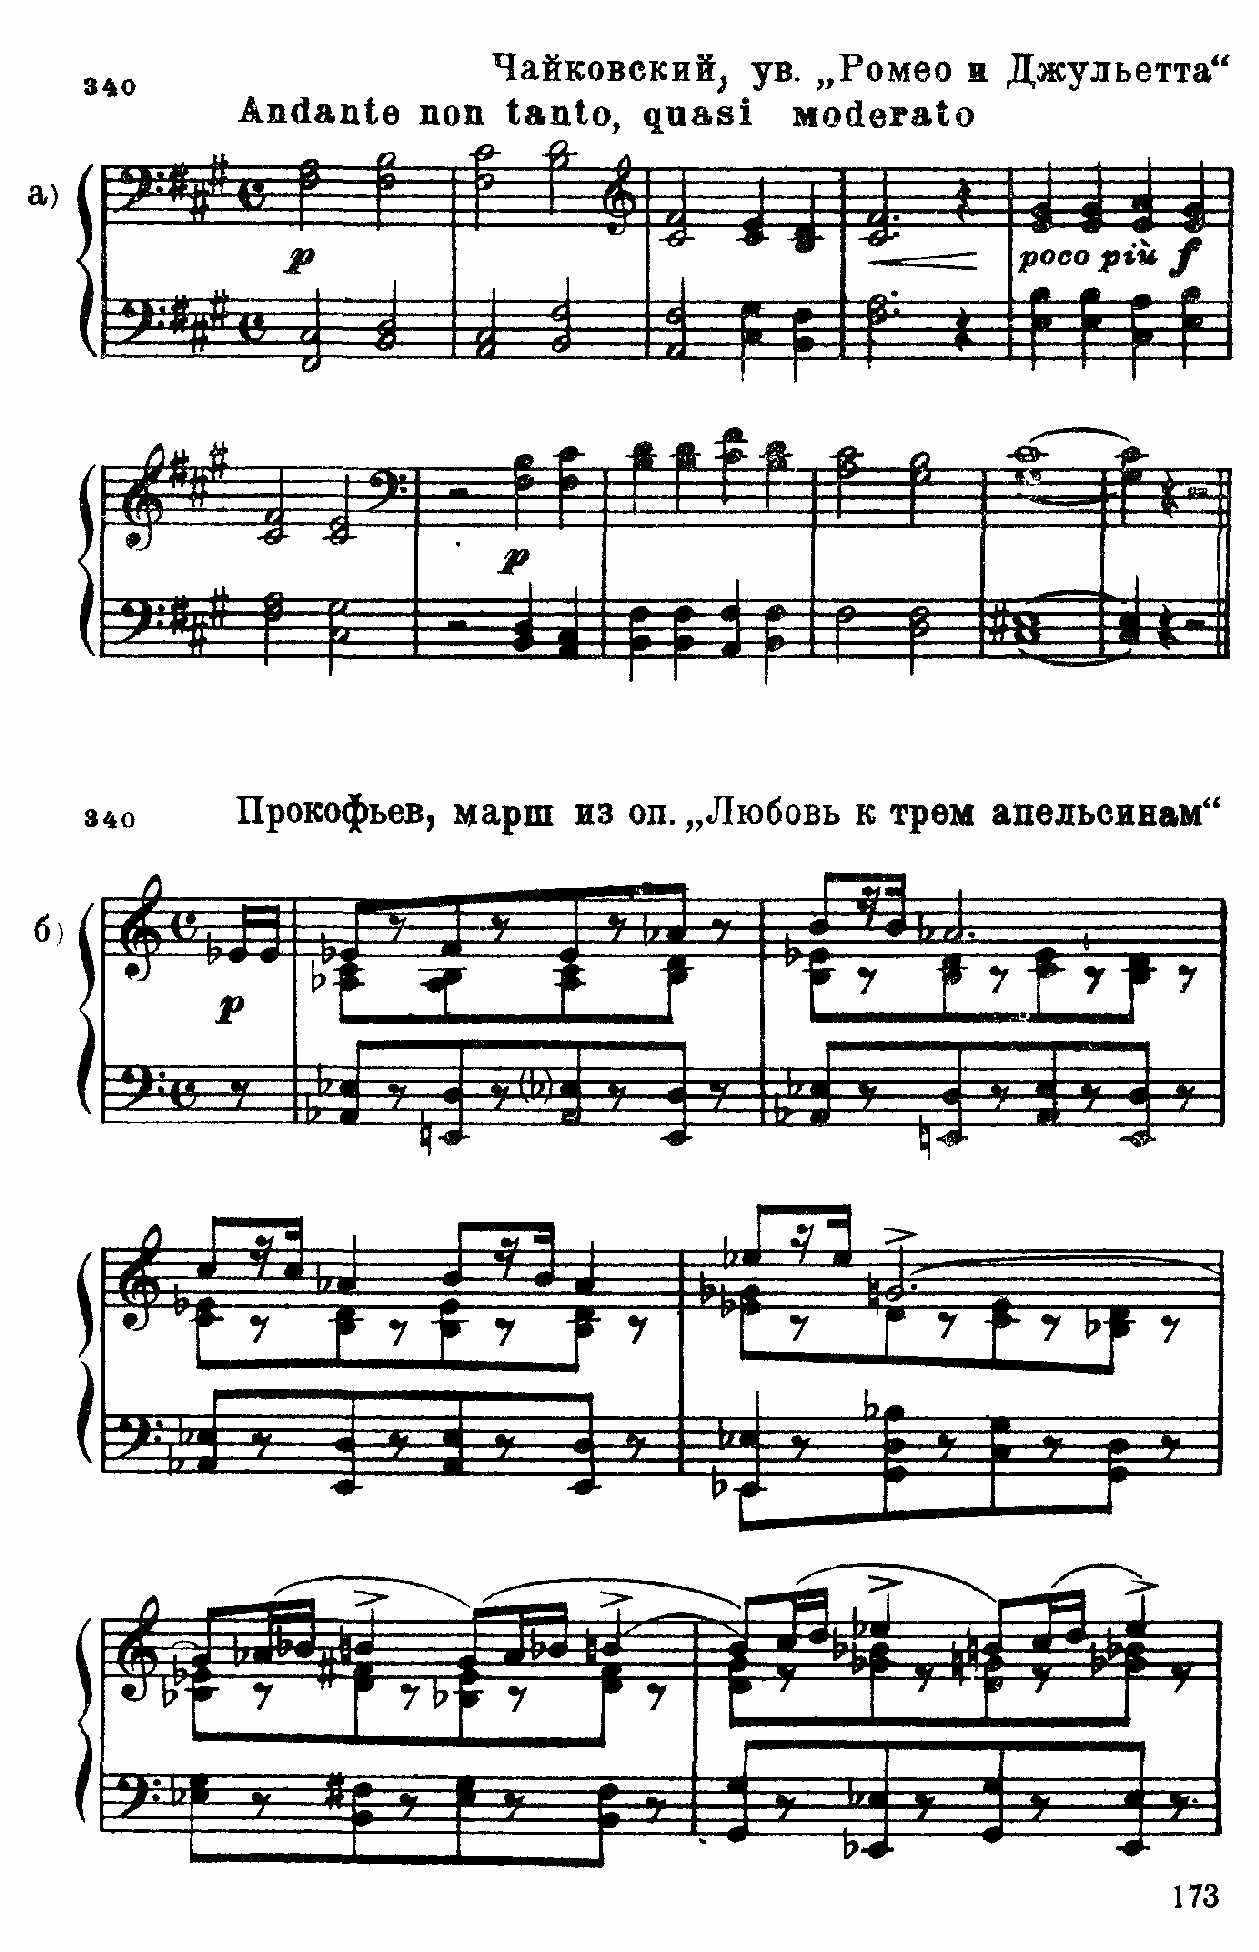 340
Чайковский, ув. „Ромео и Джульетта“
Andante non tanto, quasi moderato
а)
p
poco più f
p
340
Прокофьев, марш из оп. „Любовь к трем апельсинам“
б)
p
173